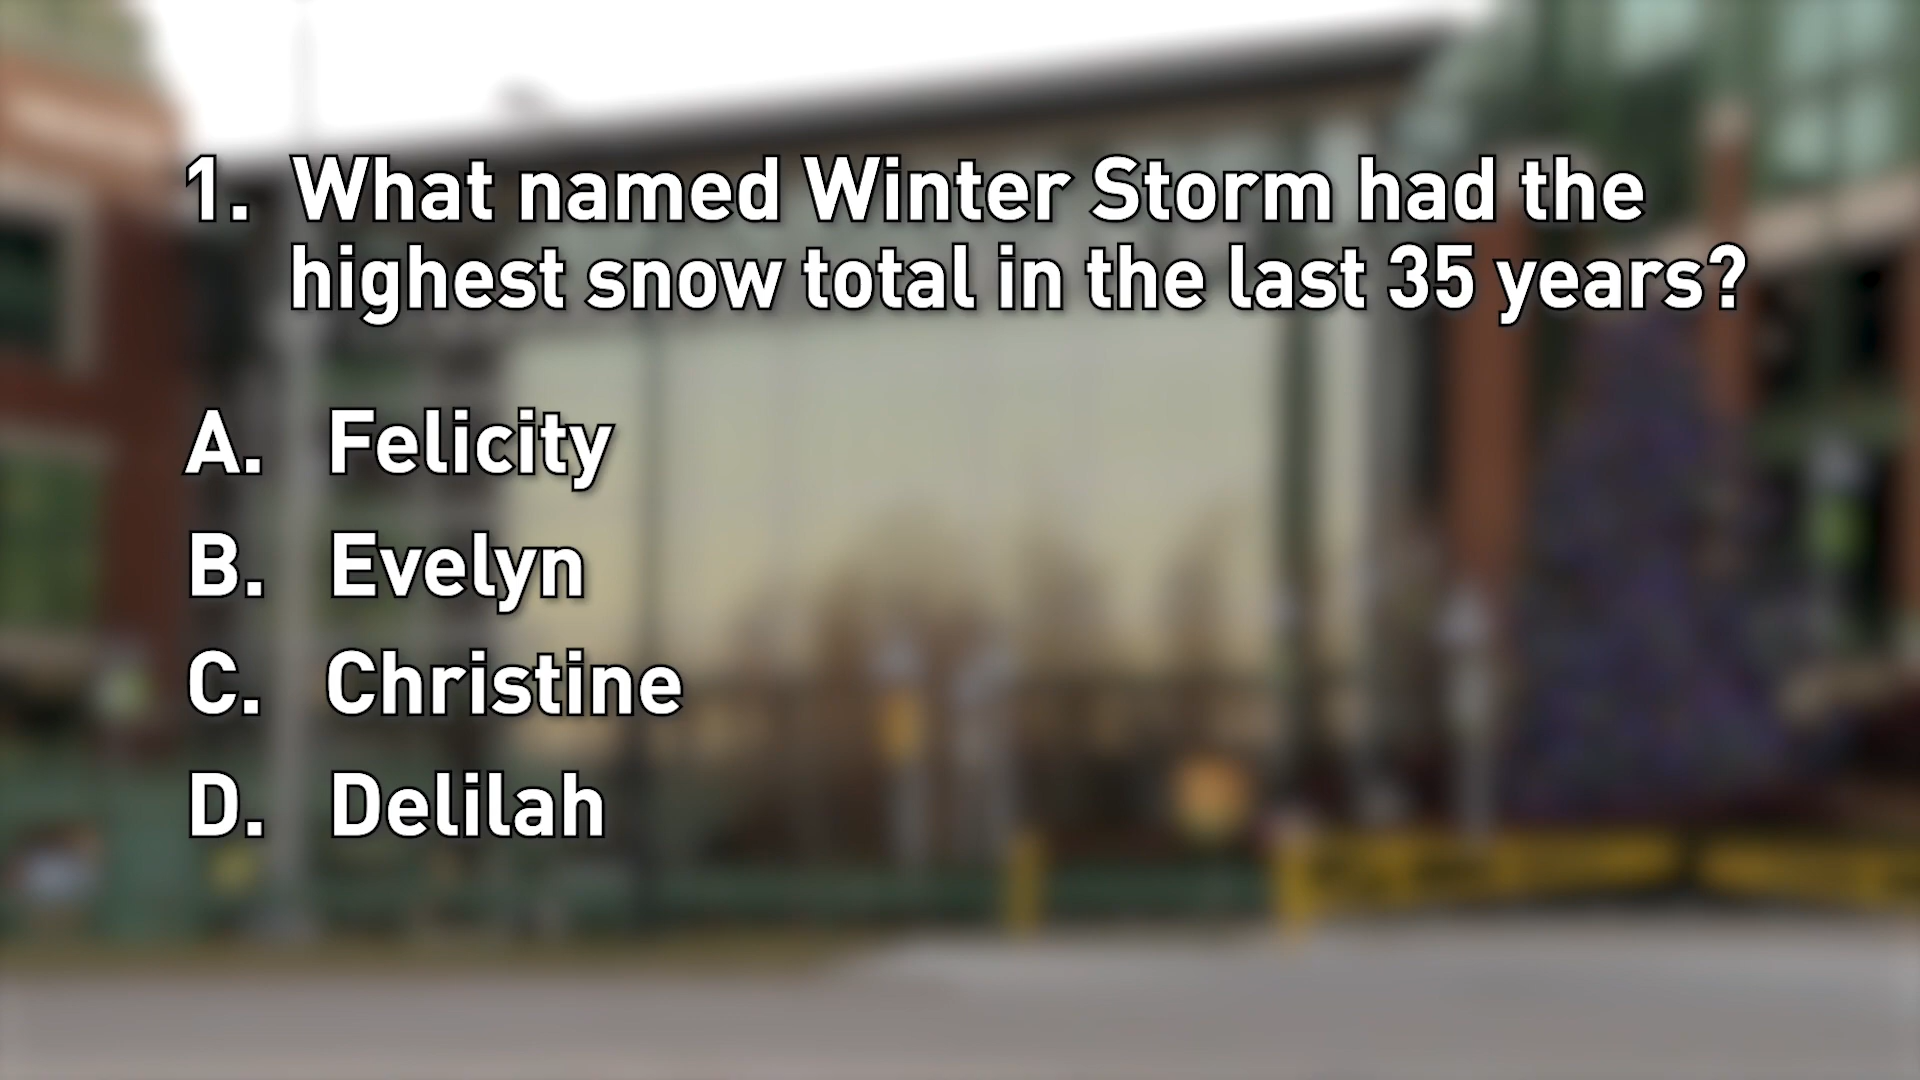 1. What named Winter Storm had the
highest snow total in the last 35 years?
A. Felicity
B. Evelyn
C. Christine
D. Delilah